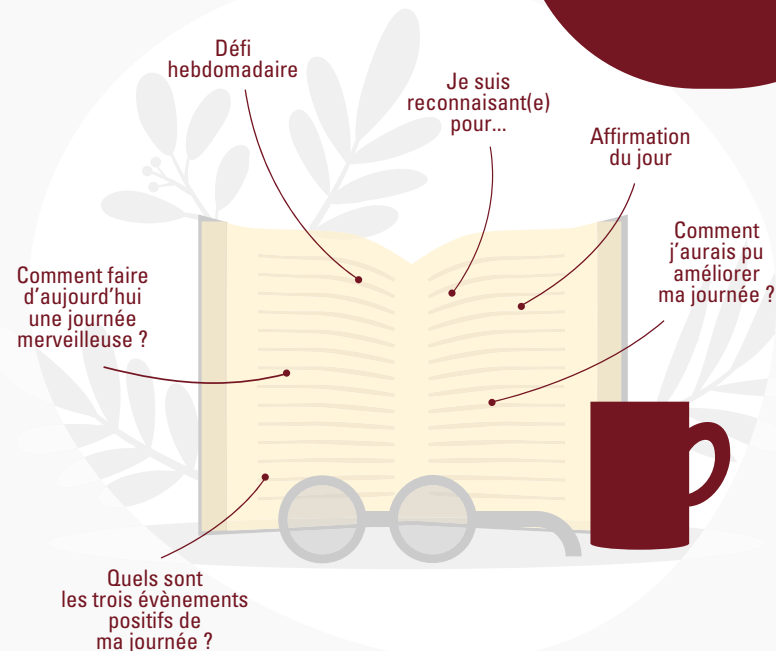 Défi
hebdomadaire
Je suis
reconnaisant(e)
pour...
Affirmation
du jour
Comment
j'aurais pu
améliorer
ma journée ?
Comment faire
d'aujourd'hui
une journée
merveilleuse ?
Quels sont
les trois évènements
positifs de
ma journée ?